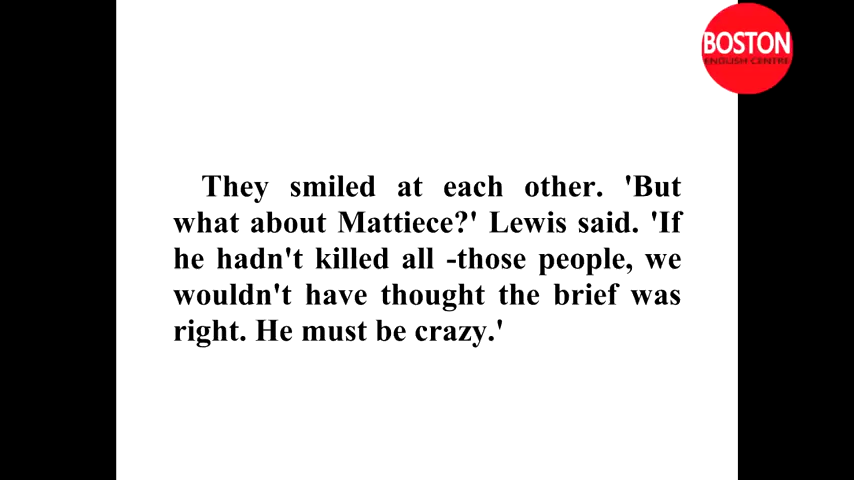 BOSTON
ENGLISH CENTRE
They smiled at each other. 'But
what about Mattiece?' Lewis said. 'If
he hadn't killed all -those people, we
wouldn't have thought the brief was
right. He must be crazy.'